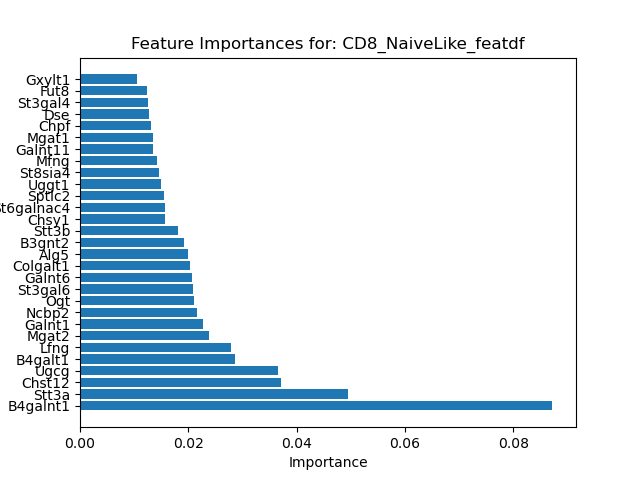 Feature Importances for: CD8_NaiveLike_featdf
Gxylt1
Fut8
St3gal4
Dse
Chpf
Mgat1
Galnt11
Mfng
St8sia4
Uggt1
Sptlc2
St6galnac4
Chsy1
Stt3b
B3gnt2
Alg5
Colgalt1
Galnt6
St3gal6
Ogt
Ncbp2
Galnt1
Mgat2
Lfng
B4galt1
Ugcg
Chst12
Stt3a
B4galnt1
0.00 0.02 0.04 0.06 0.08
Importance